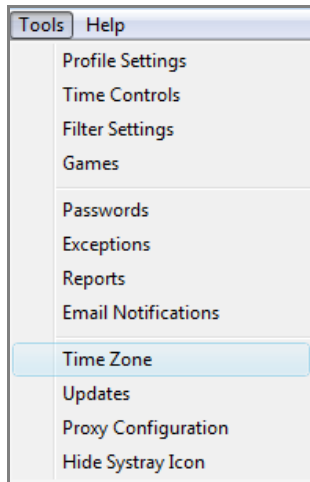 Tools Help
Profile Settings
Time Controls
Filter Settings
Games
Passwords
Exceptions
Reports
Email Notifications
Time Zone
Updates
Proxy Configuration
Hide Systray Icon